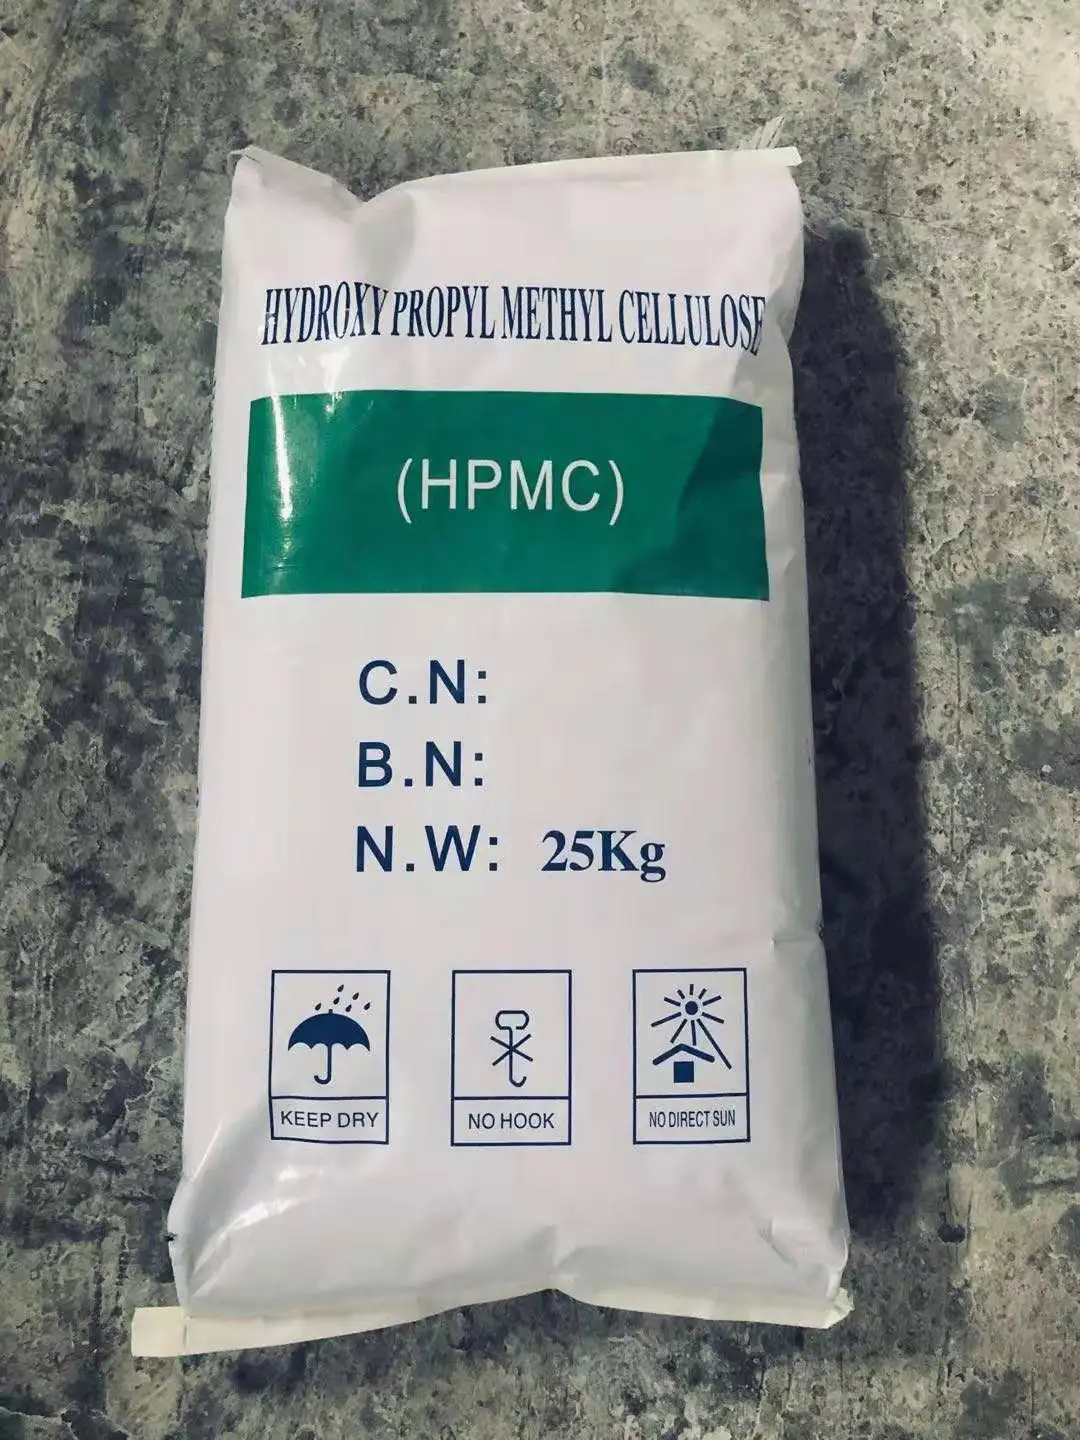 HYDROXY PROPYL METHYL CELLULOSE
(HPMC)
C.N:
B.N:
N.W: 25Kg
KEEP DRY
NO HOOK
NO DIRECT SUN